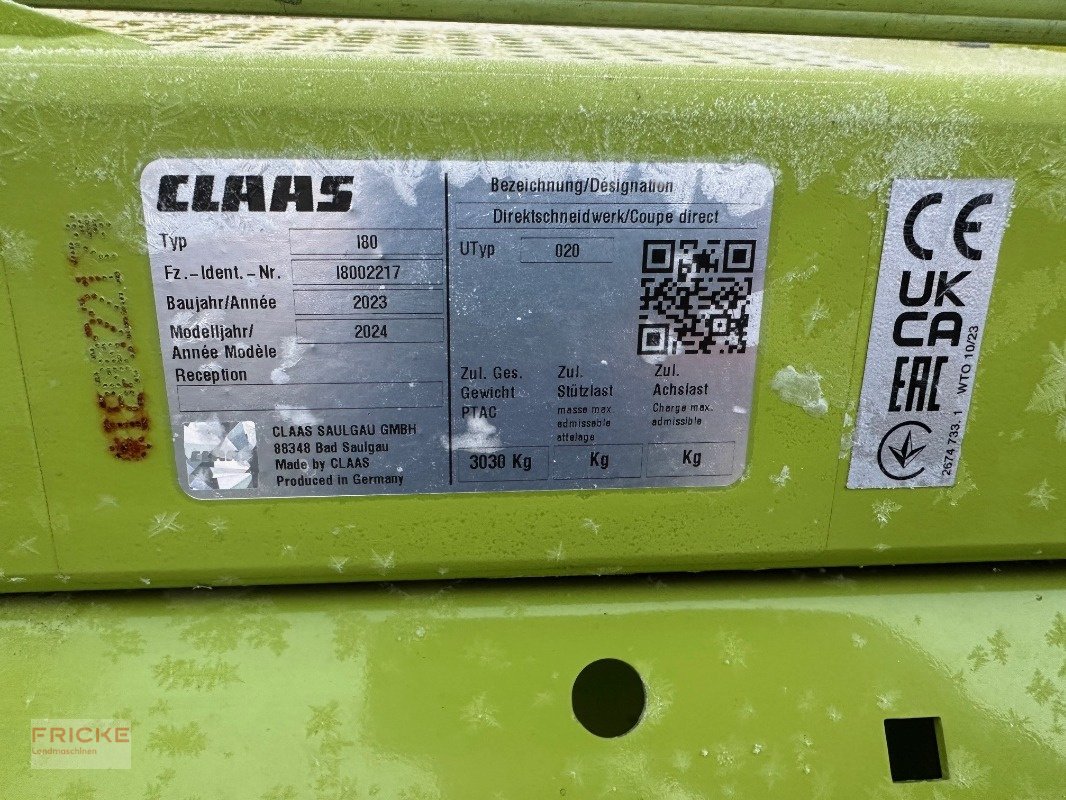 CLAAS
Typ I80
Fz.-Ident.-Nr. I8002217
Baujahr/Année 2023
Modelljahr/ 2024
Année Modèle
Reception
CLAAS SAULGAU GMBH
88348 Bad Saulgau
Made by CLAAS
Produced in Germany
Bezeichnung/Désignation
Direktschneidwerk/Coupe direct
UTyp 020
Zul. Ges. Zul. Zul.
Gewicht Stützlast Achslast
PTAC masse max. Charge max.
admissable admissible
attelage
3030 Kg Kg Kg
CE
UK
CA
EAC
WTO 10/23
2674 733.1
FRICKE
Landmaschinen